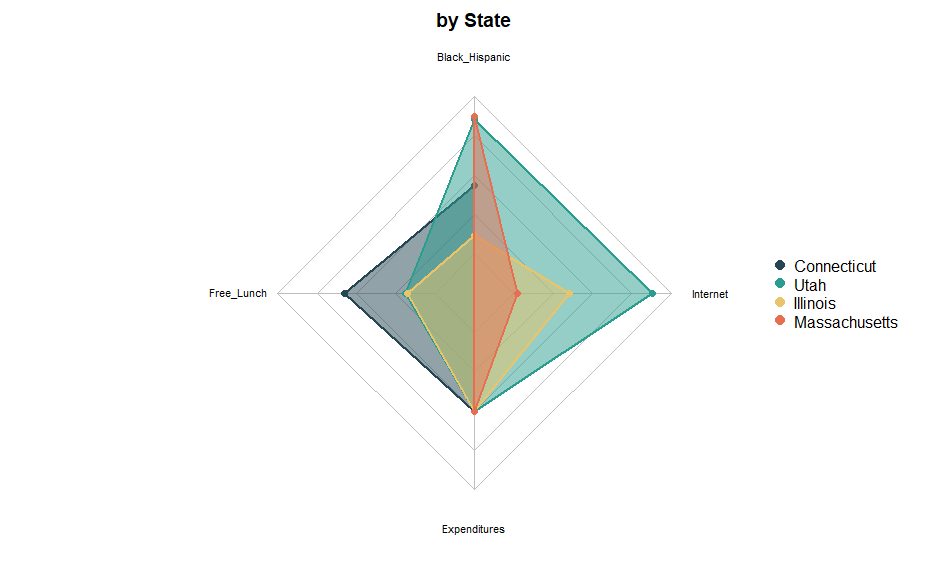 by State
Black_Hispanic
Free_Lunch
Internet
Expenditures
Connecticut
Utah
Illinois
Massachusetts